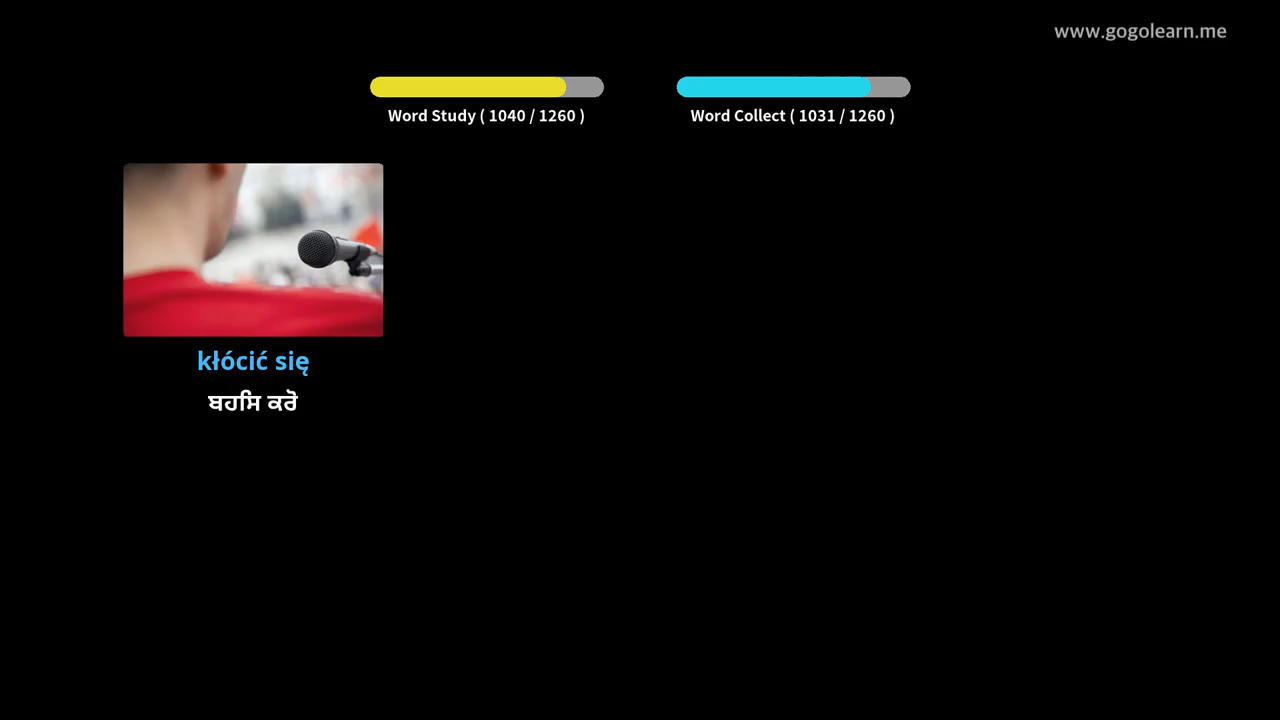 www.gogolearn.me
Word Study ( 1040 / 1260 )
Word Collect ( 1031 / 1260 )
kłócić się
ਬਹਸਿ ਕਰੋ